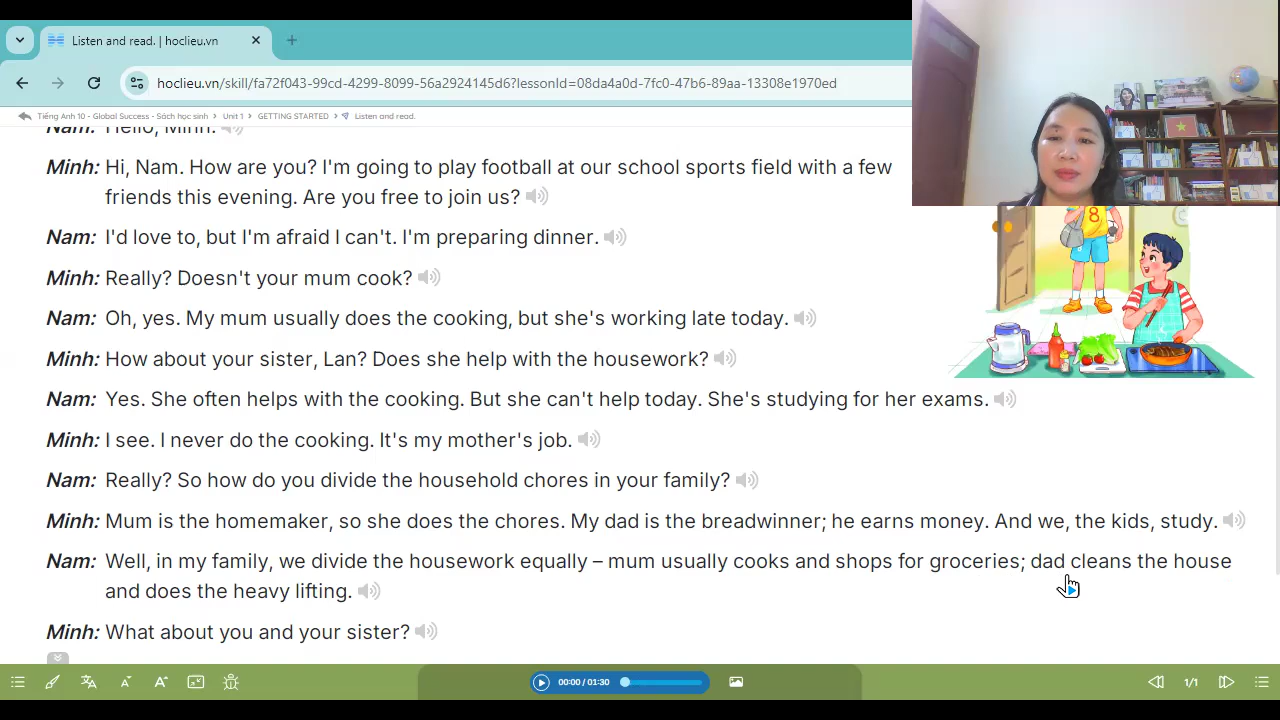 Listen and read. | hoclieu.vn
hoclieu.vn/skill/fa72f043-99cd-4299-8099-56a2924145d6?lessonId=08da4a0d-7fc0-47b6-89aa-13308e1970ed
Tiếng Anh 10 - Global Success - Sách học sinh > Unit 1 > GETTING STARTED > Listen and read.
Nam: Hello, Minh.
Minh: Hi, Nam. How are you? I'm going to play football at our school sports field with a few
friends this evening. Are you free to join us?
Nam: I'd love to, but I'm afraid I can't. I'm preparing dinner.
Minh: Really? Doesn't your mum cook?
Nam: Oh, yes. My mum usually does the cooking, but she's working late today.
Minh: How about your sister, Lan? Does she help with the housework?
Nam: Yes. She often helps with the cooking. But she can't help today. She's studying for her exams.
Minh: I see. I never do the cooking. It's my mother's job.
Nam: Really? So how do you divide the household chores in your family?
Minh: Mum is the homemaker, so she does the chores. My dad is the breadwinner; he earns money. And we, the kids, study.
Nam: Well, in my family, we divide the housework equally – mum usually cooks and shops for groceries; dad cleans the house
and does the heavy lifting.
Minh: What about you and your sister?
8
00:00 / 01:30
1/1